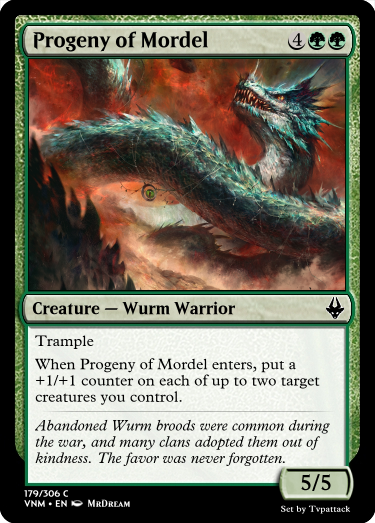 Progeny of Mordel 4
Creature — Wurm Warrior
Trample
When Progeny of Mordel enters, put a
+1/+1 counter on each of up to two target
creatures you control.
Abandoned Wurm broods were common during
the war, and many clans adopted them out of
kindness. The favor was never forgotten.
5/5
179/306 C
VNM • EN MrDream
Set by Tvpattack